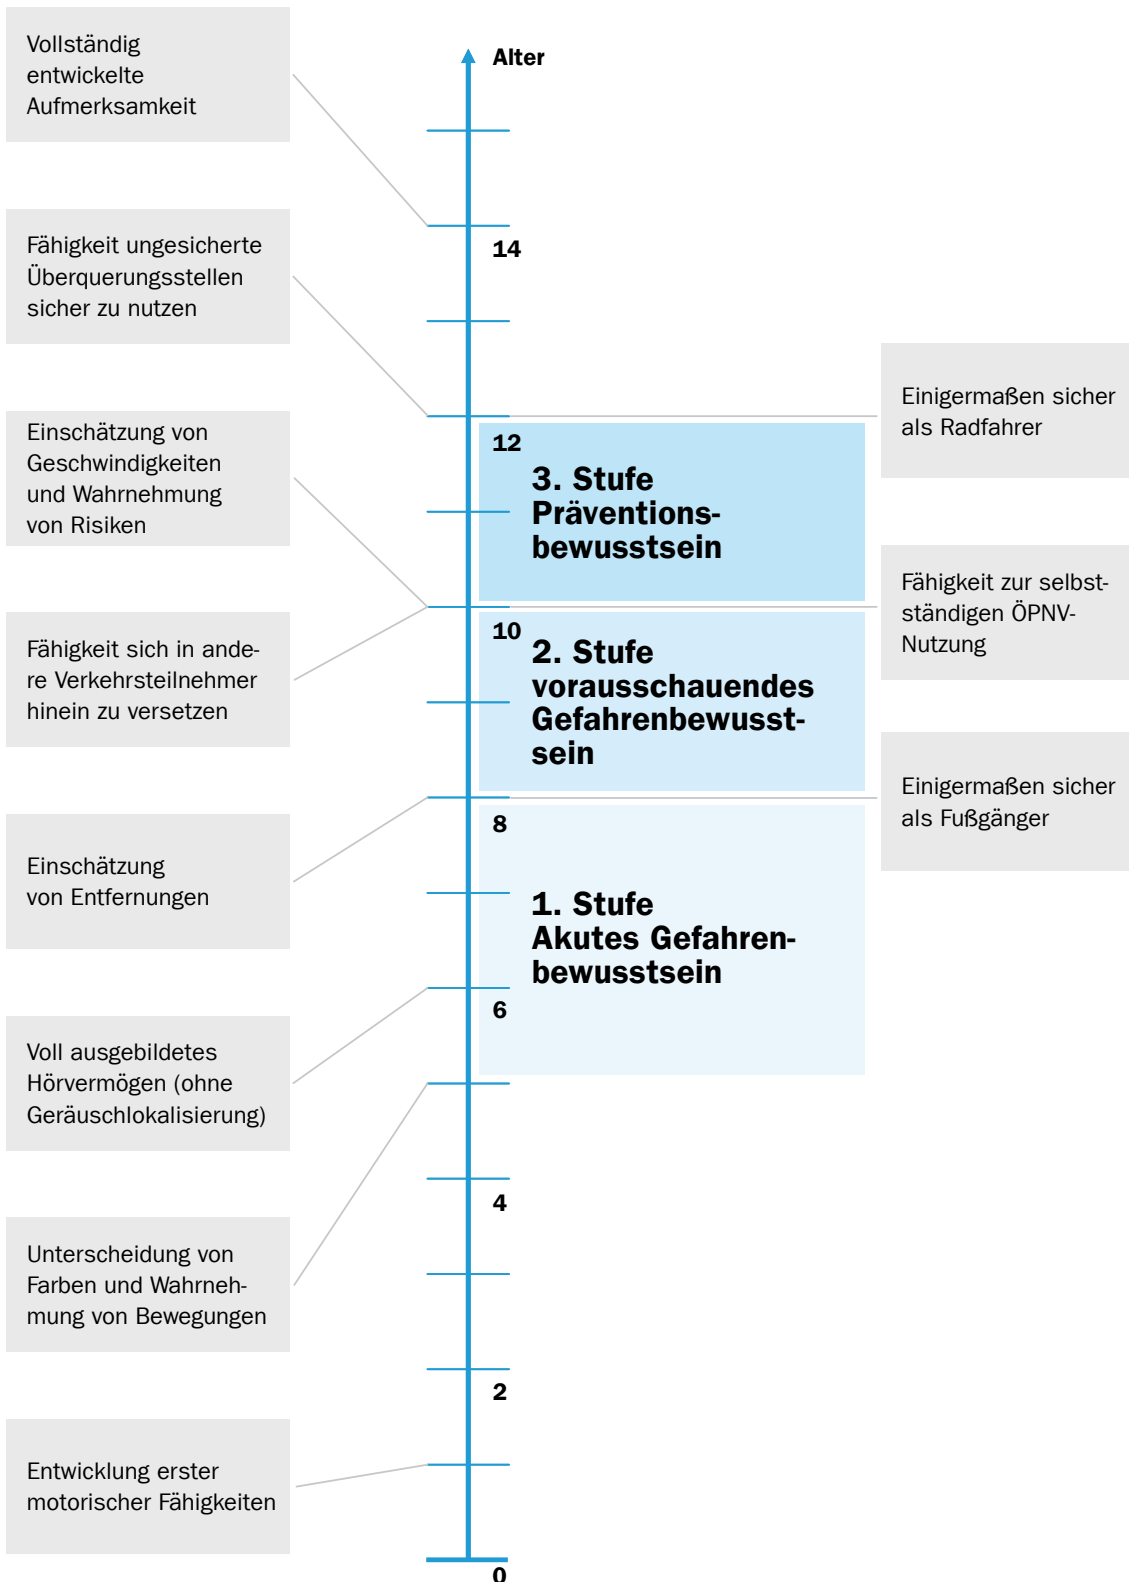 Vollständig
entwickelte
Aufmerksamkeit
Fähigkeit ungesicherte
Überquerungsstellen
sicher zu nutzen
Einschätzung von
Geschwindigkeiten
und Wahrnehmung
von Risiken
Fähigkeit sich in ande-
re Verkehrsteilnehmer
hinein zu versetzen
Einschätzung
von Entfernungen
Voll ausgebildetes
Hörvermögen (ohne
Geräuschlokalisierung)
Unterscheidung von
Farben und Wahrneh-
mung von Bewegungen
Entwicklung erster
motorischer Fähigkeiten
Alter
14
12
3. Stufe
Präventions-
bewusstsein
10
2. Stufe
vorausschauendes
Gefahrenbewusst-
sein
8
1. Stufe
Akutes Gefahren-
bewusstsein
6
4
2
0
Einigermaßen sicher
als Radfahrer
Fähigkeit zur selbst-
ständigen ÖPNV-
Nutzung
Einigermaßen sicher
als Fußgänger